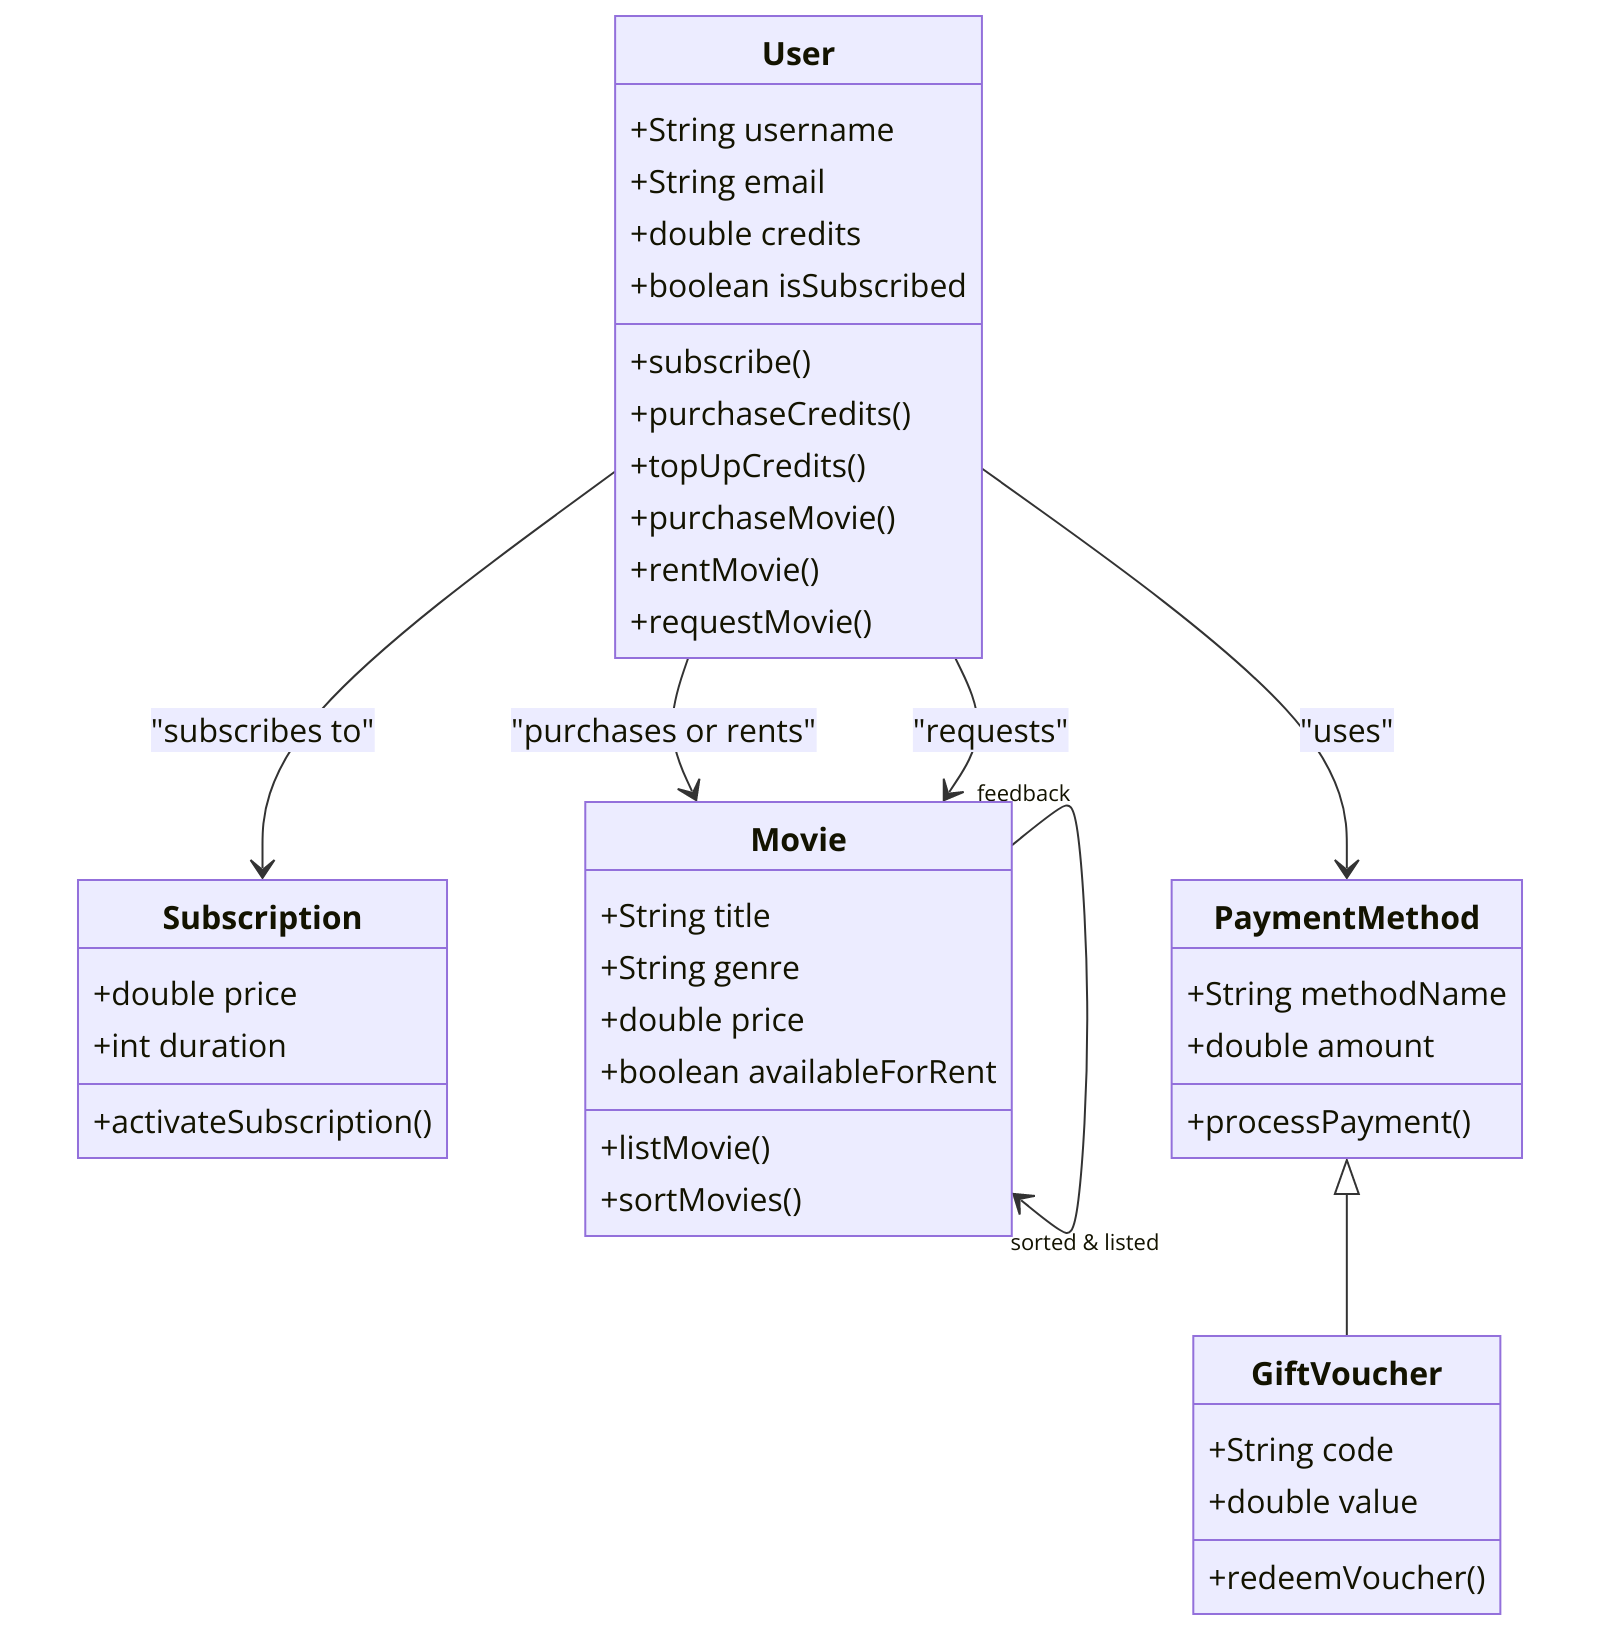 User
+String username
+String email
+double credits
+boolean isSubscribed
+subscribe()
+purchaseCredits()
+topUpCredits()
+purchaseMovie()
+rentMovie()
+requestMovie()
"subscribes to"
"purchases or rents"
"requests"
"uses"
feedback
Movie
+String title
+String genre
+double price
+boolean availableForRent
+listMovie()
+sortMovies()
sorted & listed
Subscription
+double price
+int duration
+activateSubscription()
PaymentMethod
+String methodName
+double amount
+processPayment()
GiftVoucher
+String code
+double value
+redeemVoucher()